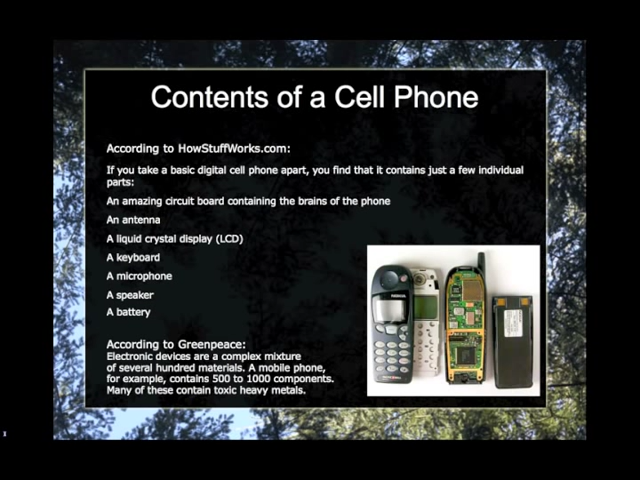 Contents of a Cell Phone
According to HowStuffWorks.com:
If you take a basic digital cell phone apart, you find that it contains just a few individual
parts:
An amazing circuit board containing the brains of the phone
An antenna
A liquid crystal display (LCD)
A keyboard
A microphone
A speaker
A battery
According to Greenpeace:
Electronic devices are a complex mixture
of several hundred materials. A mobile phone,
for example, contains 500 to 1000 components.
Many of these contain toxic heavy metals.